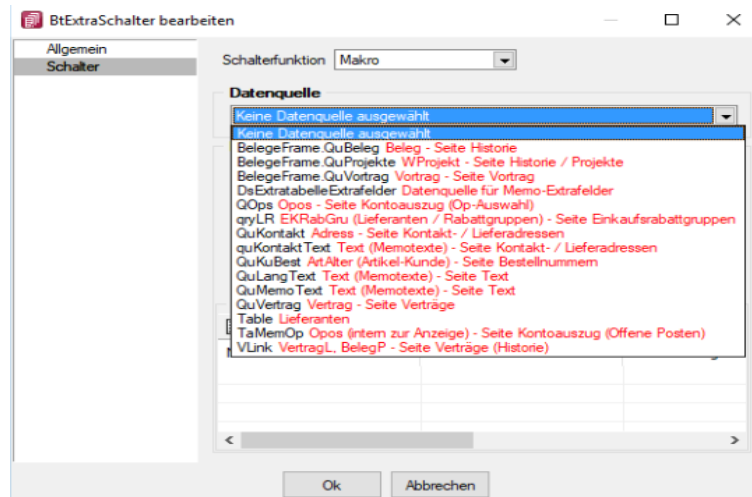 BtExtraSchalter bearbeiten
Allgemein
Schalter
Schalterfunktion Makro
Datenquelle
Keine Datenquelle ausgewählt
Keine Datenquelle ausgewählt
BelegeFrame.QuBeleg Beleg - Seite Historie
BelegeFrame.QuProjekte WProjekt - Seite Historie / Projekte
BelegeFrame.QuVortrag Vortrag - Seite Vortrag
DsExtratabelleExtrafelder Datenquelle für Memo-Extrafelder
QOps Opos - Seite Kontoauszug (Op-Auswahl)
qryLR EKRabGru (Lieferanten / Rabattgruppen) - Seite Einkaufsrabattgruppen
QuKontakt Adress - Seite Kontakt- / Lieferadressen
quKontaktText Text (Memotexte) - Seite Kontakt- / Lieferadressen
QuKuBest ArtAlter (Artikel-Kunde) - Seite Bestellnummern
QuLangText Text (Memotexte) - Seite Text
QuMemoText Text (Memotexte) - Seite Text
QuVertrag Vertrag - Seite Verträge
Table Lieferanten
TaMemOp Opos (intern zur Anzeige) - Seite Kontoauszug (Offene Posten)
VLink VertragL, BelegP - Seite Verträge (Historie)
Ok Abbrechen